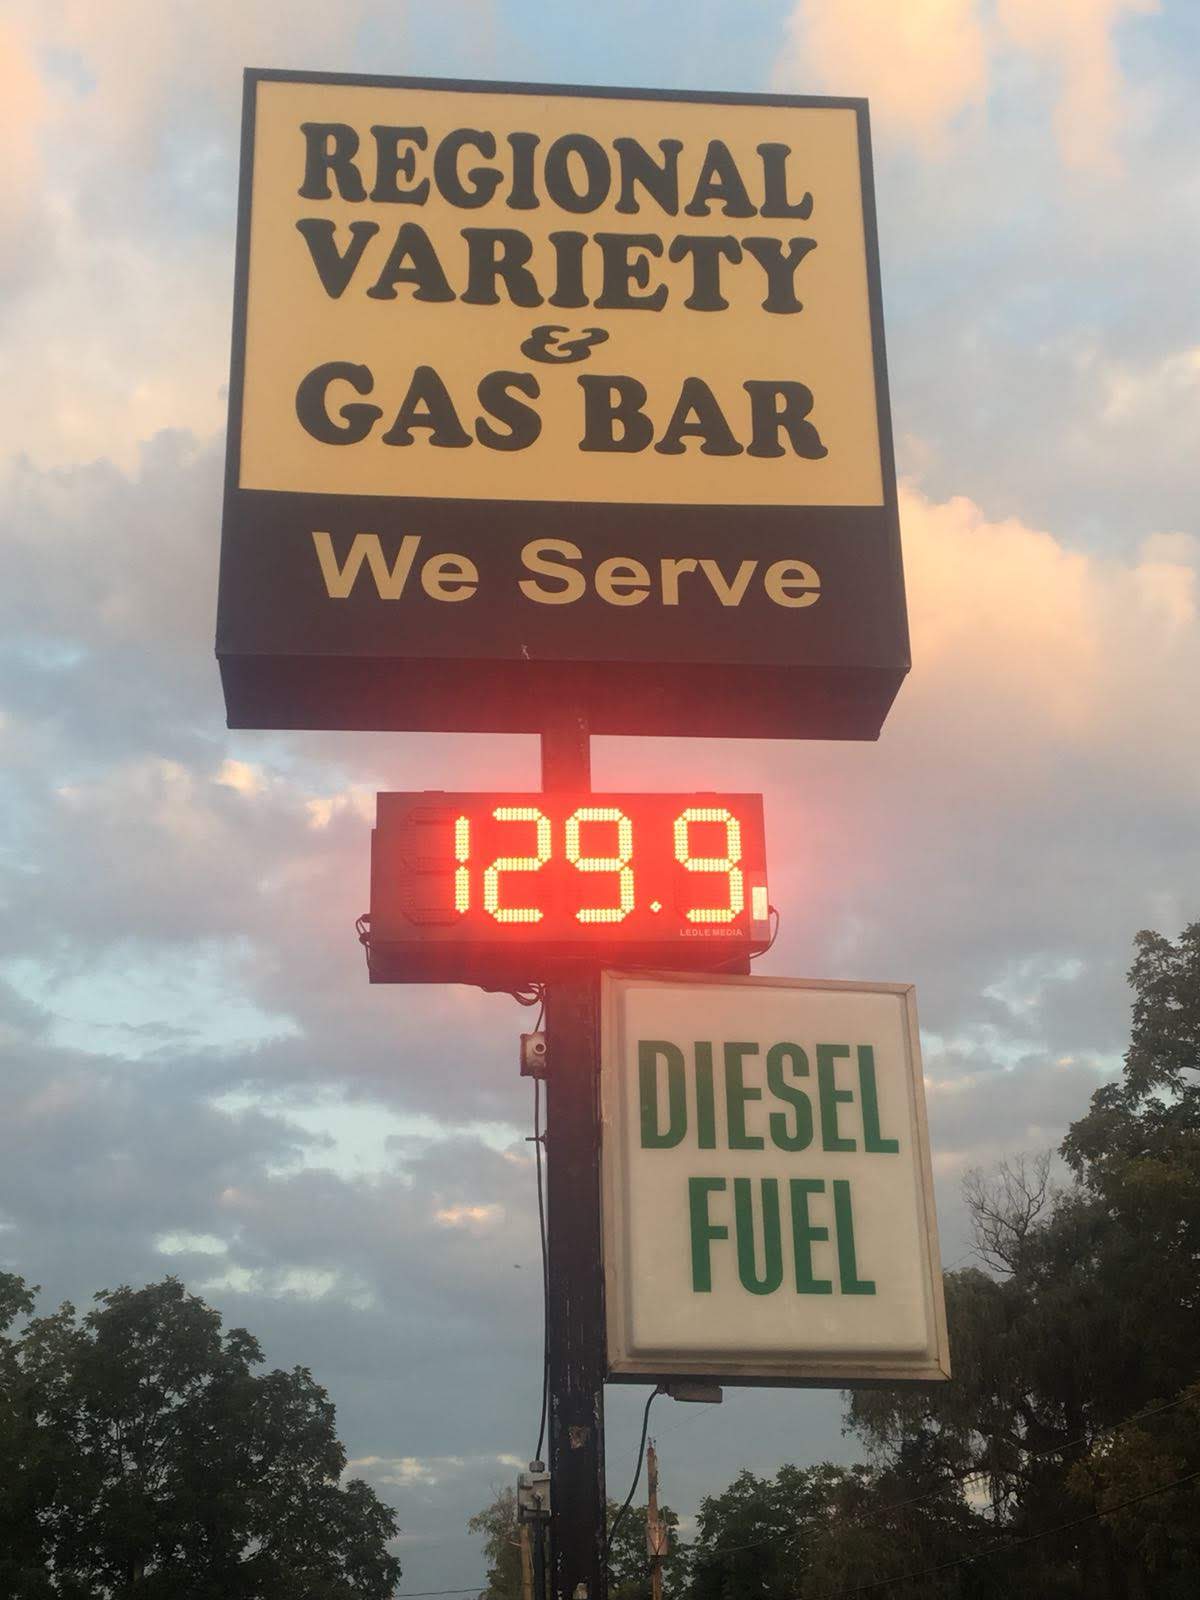 REGIONAL
VARIETY
&
GAS BAR
We Serve
129.9
LEDLE MEDIA
DIESEL
FUEL